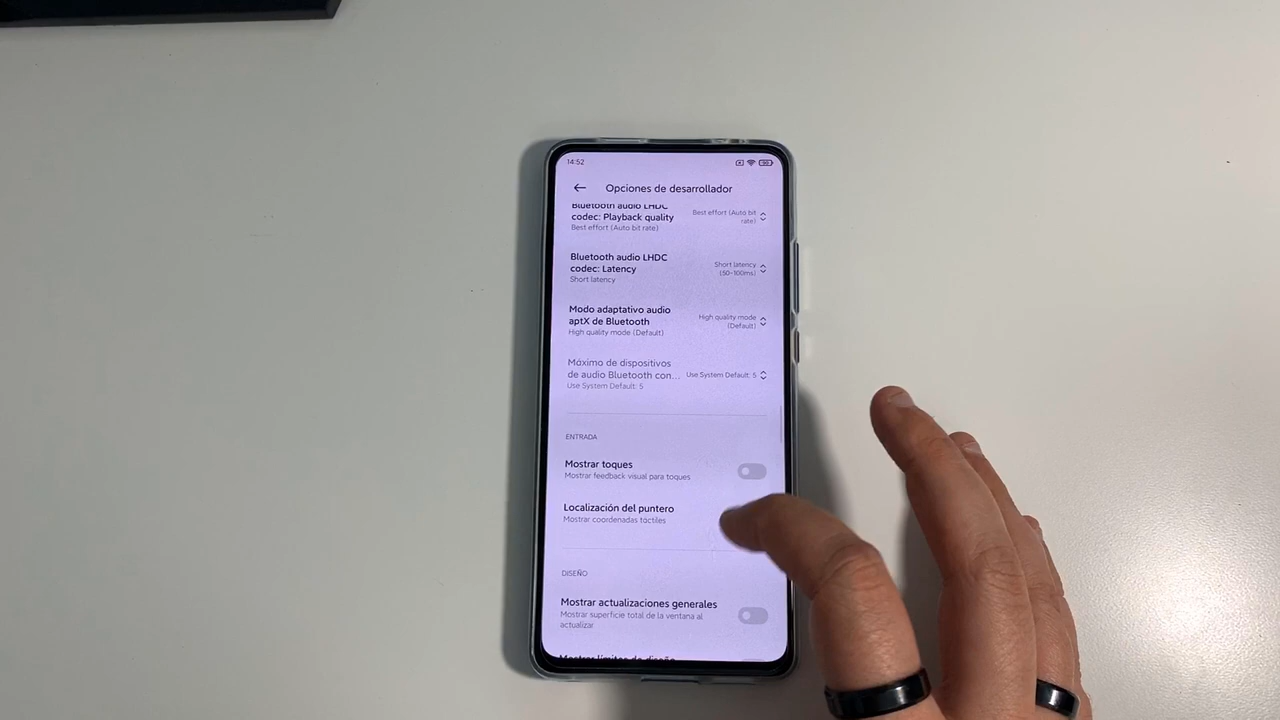 14:52
Opciones de desarrollador
Bluetooth audio LHDC
codec: Playback quality
Best effort (Auto bit rate)
Best effort (Auto bit
rate)
Bluetooth audio LHDC
codec: Latency
Short latency
Short latency
(50-100ms)
Modo adaptativo audio
aptX de Bluetooth
High quality mode (Default)
High quality mode
(Default)
Máximo de dispositivos
de audio Bluetooth con...
Use System Default: 5
Use System Default: 5
ENTRADA
Mostrar toques
Mostrar feedback visual para toques
Localización del puntero
Mostrar coordenadas táctiles
DISEÑO
Mostrar actualizaciones generales
Mostrar superficie total de la ventana al
actualizar
Mostrar límites de diseño